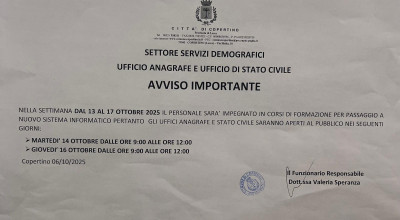 CITTA' DI COPERTINO
SETTORE SERVIZI DEMOGRAFICI
UFFICIO ANAGRAFE E UFFICIO DI STATO CIVILE
AVVISO IMPORTANTE
NELLA SETTIMANA DAL 13 AL 17 OTTOBRE 2025 IL PERSONALE SARA' IMPEGNATO IN CORSI DI FORMAZIONE PER PASSAGGIO A
NUOVO SISTEMA INFORMATICO PERTANTO GLI UFFICI ANAGRAFE E STATO CIVILE SARANNO APERTI AL PUBBLICO NEI SEGUENTI
GIORNI:
➤ MARTEDI' 14 OTTOBRE DALLE ORE 9:00 ALLE ORE 12:00
➤ GIOVEDI' 16 OTTOBRE DALLE ORE 9:00 ALLE ORE 12:00
Copertino 06/10/2025
Il Funzionario Responsabile
Dott.ssa Valeria Speranza